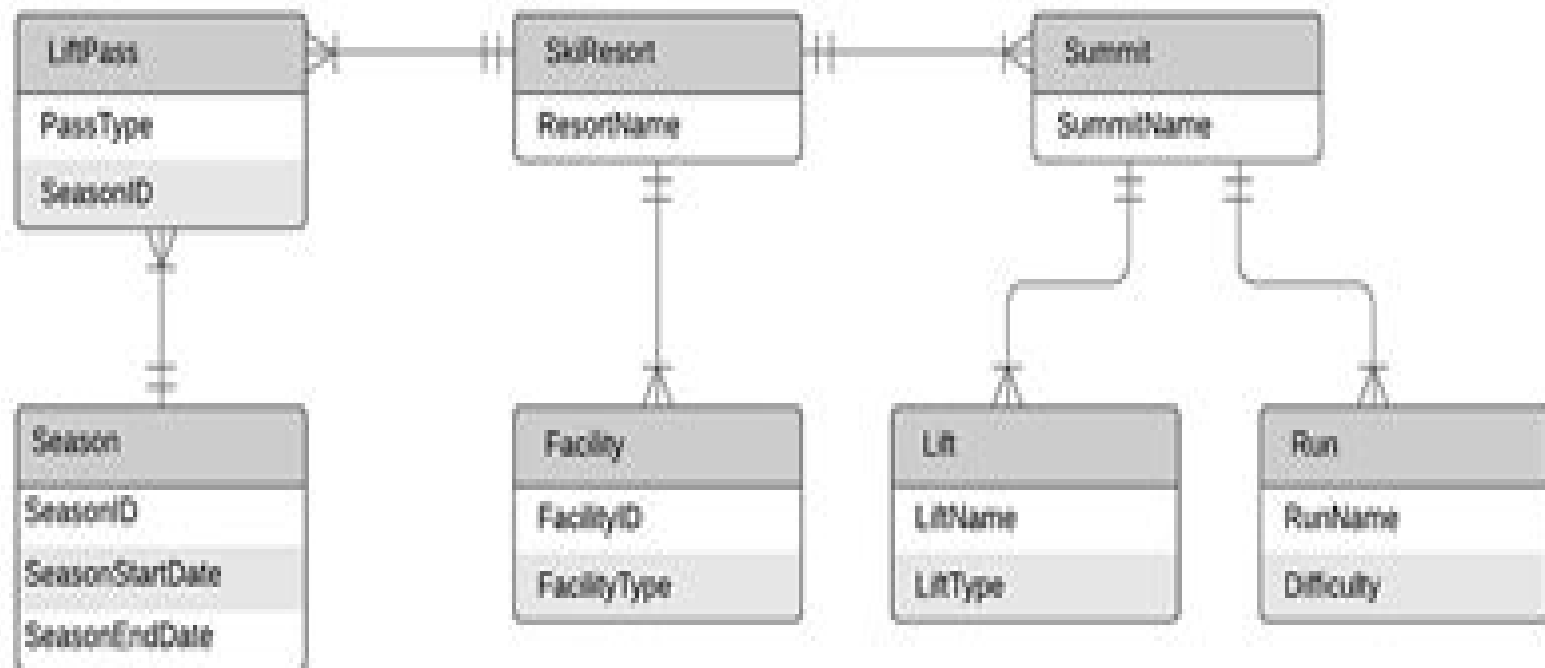 LiftPass
PassType
SeasonID
SkiResort
ResortName
Summit
SummitName
Season
SeasonID
SeasonStartDate
SeasonEndDate
Facility
FacilityID
FacilityType
Lift
LiftName
LiftType
Run
RunName
Difficulty